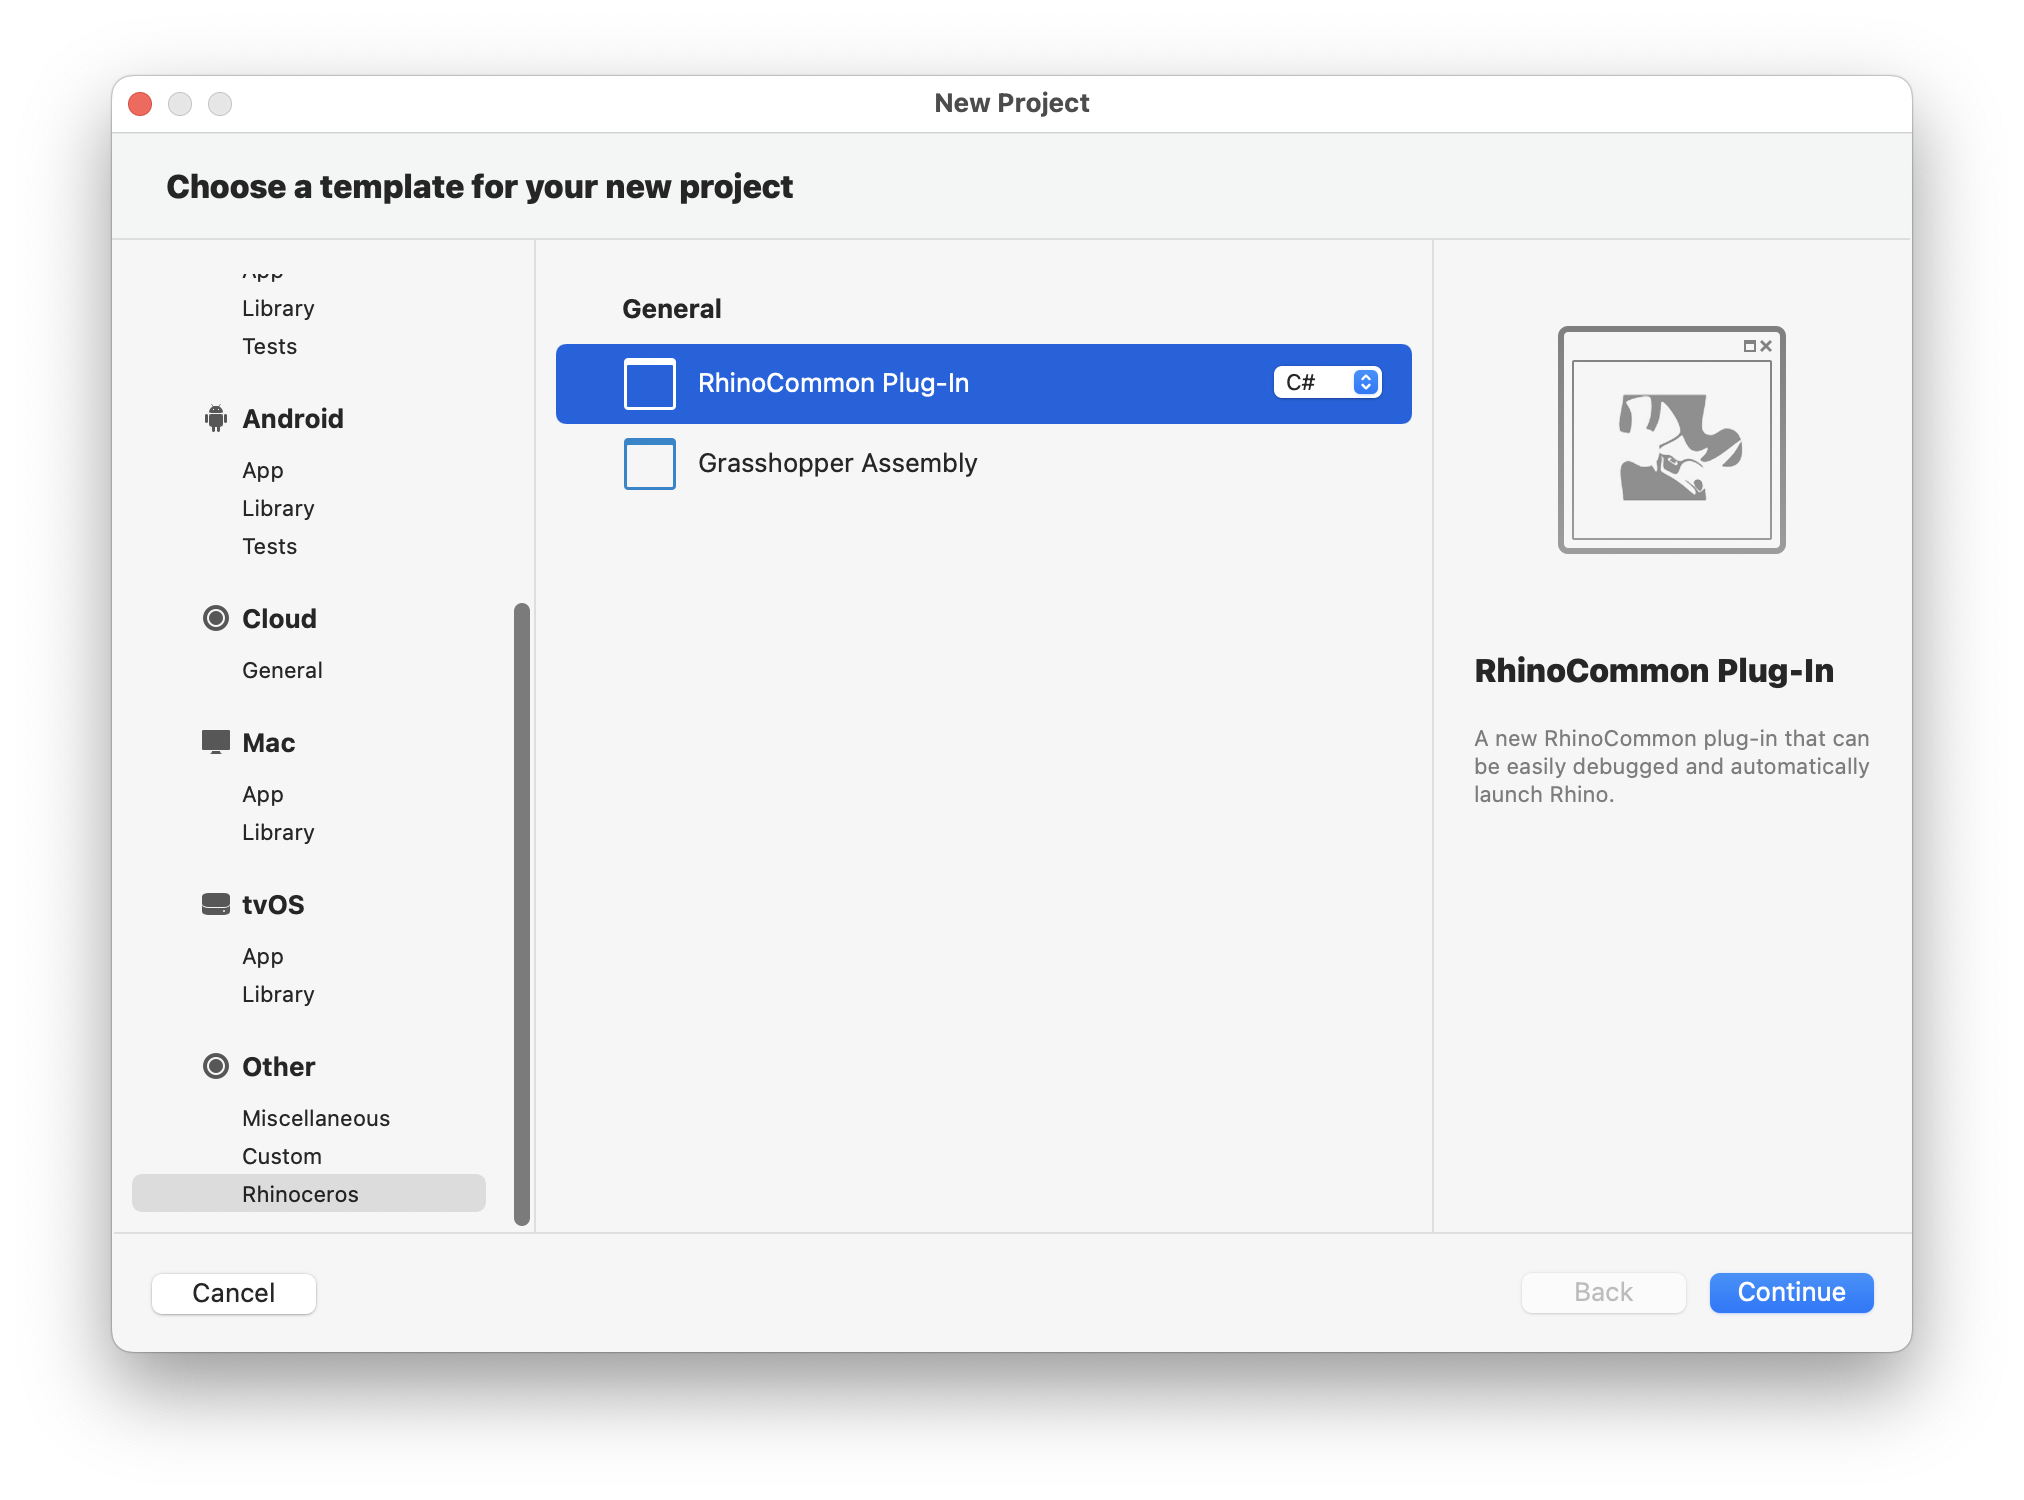 New Project
Choose a template for your new project
App
Library
Tests
Android
App
Library
Tests
Cloud
General
Mac
App
Library
tvOS
App
Library
Other
Miscellaneous
Custom
Rhinoceros
General
RhinoCommon Plug-In
C#
Grasshopper Assembly
RhinoCommon Plug-In
A new RhinoCommon plug-in that can
be easily debugged and automatically
launch Rhino.
Cancel
Back
Continue